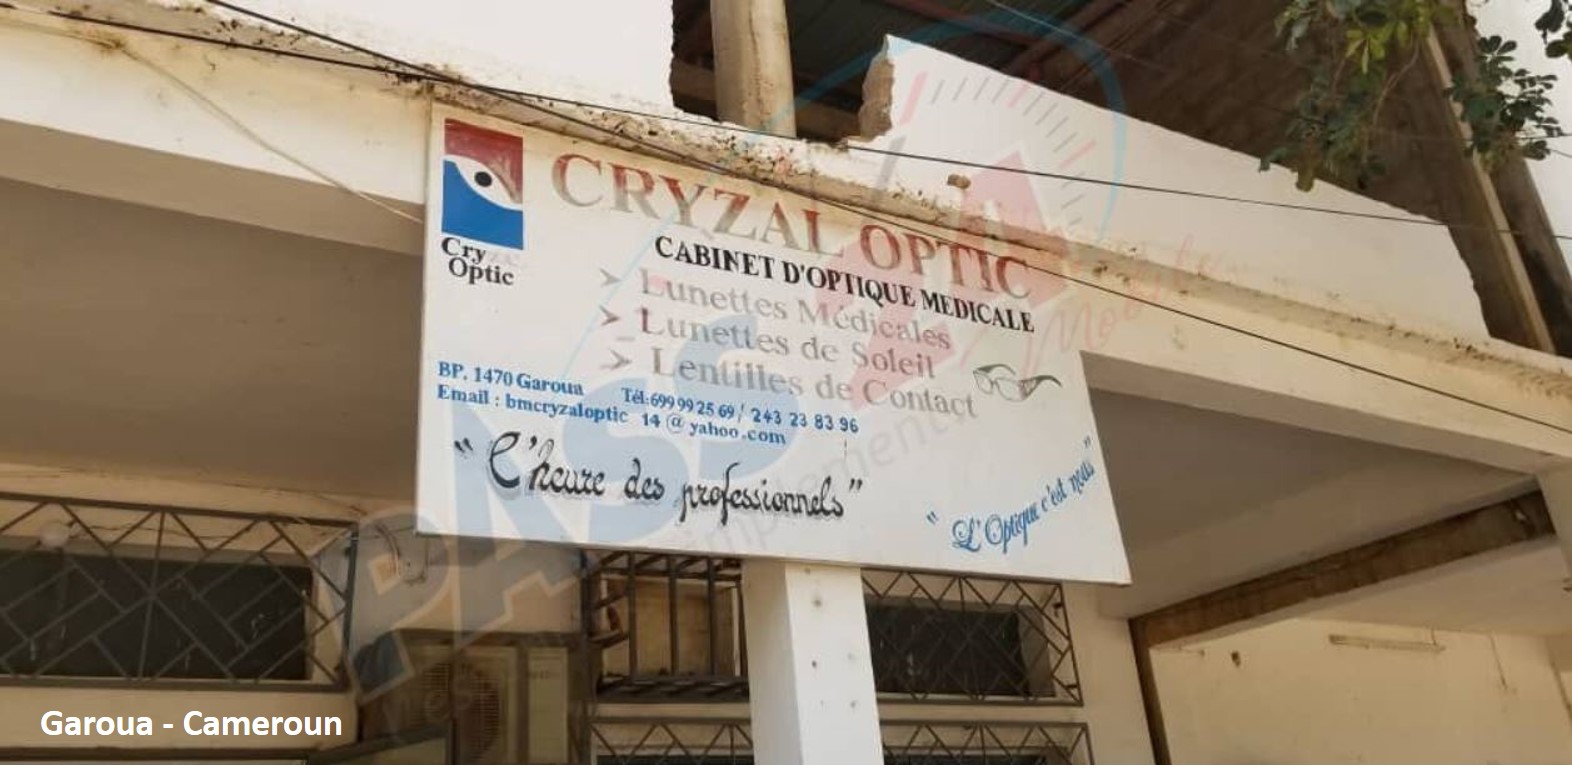 CRYZAL OPTIC
Cry
Optic
CABINET D'OPTIQUE MEDICALE
➢ Lunettes Médicales
➢ Lunettes de Soleil
➢ Lentilles de Contact
BP. 1470 Garoua Tél:699 99 25 69/ 243 23 83 96
Email : bmcryzaloptic 14 @ yahoo.com
"L'heure des professionnels"
"L'Optique c'est nous"
PASS
Garoua - Cameroun